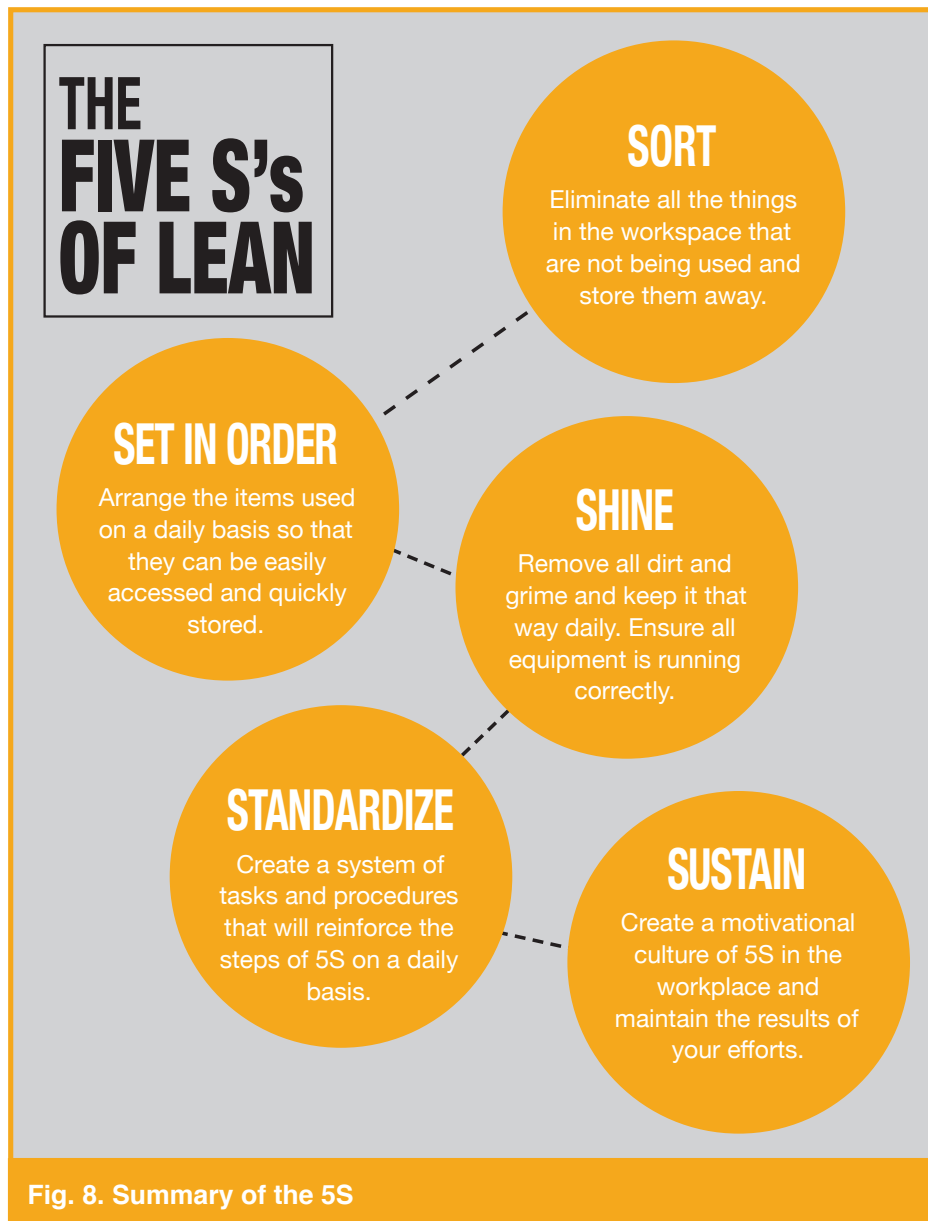 THE
FIVE S's
OF LEAN
SORT
Eliminate all the things
in the workspace that
are not being used and
store them away.
SET IN ORDER
Arrange the items used
on a daily basis so that
they can be easily
accessed and quickly
stored.
SHINE
Remove all dirt and
grime and keep it that
way daily. Ensure all
equipment is running
correctly.
STANDARDIZE
Create a system of
tasks and procedures
that will reinforce the
steps of 5S on a daily
basis.
SUSTAIN
Create a motivational
culture of 5S in the
workplace and
maintain the results of
your efforts.
Fig. 8. Summary of the 5S